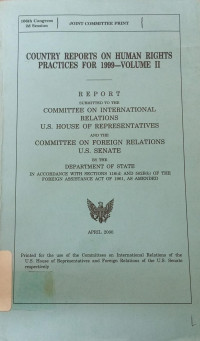 106th Congress
2d Session
JOINT COMMITTEE PRINT
COUNTRY REPORTS ON HUMAN RIGHTS
PRACTICES FOR 1999—VOLUME II
REPORT
SUBMITTED TO THE
COMMITTEE ON INTERNATIONAL
RELATIONS
U.S. HOUSE OF REPRESENTATIVES
AND THE
COMMITTEE ON FOREIGN RELATIONS
U.S. SENATE
BY THE
DEPARTMENT OF STATE
IN ACCORDANCE WITH SECTIONS 116(d) AND 502B(b) OF THE
FOREIGN ASSISTANCE ACT OF 1961, AS AMENDED
APRIL 2000
Printed for the use of the Committees on International Relations of the
U.S. House of Representatives and Foreign Relations of the U.S. Senate
respectively